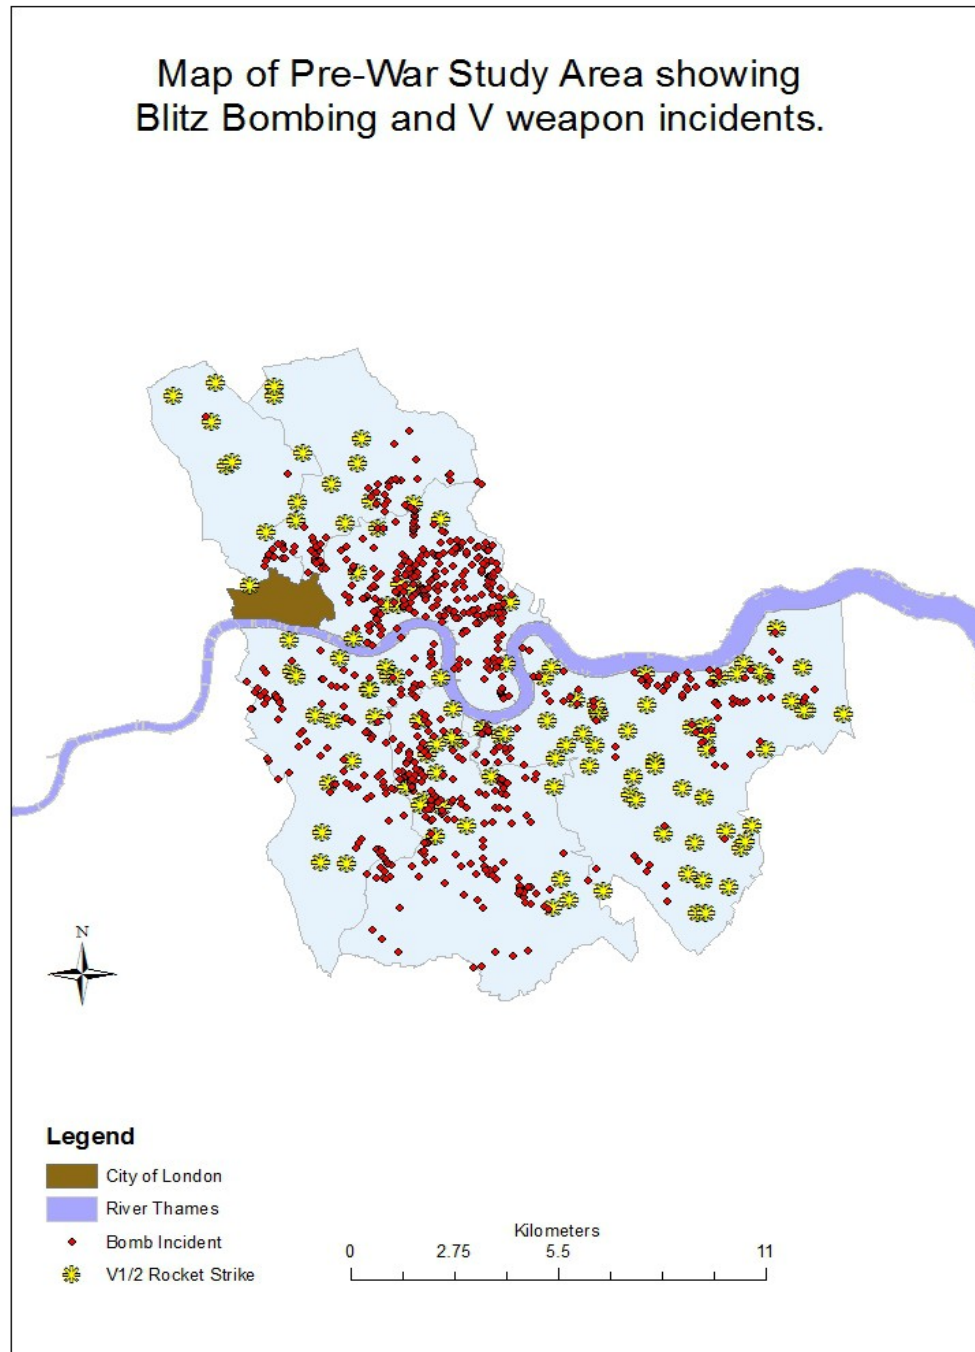 Map of Pre-War Study Area showing
Blitz Bombing and V weapon incidents.
N
Legend
City of London
River Thames
Bomb Incident
V1/2 Rocket Strike
Kilometers
0 2.75 5.5 11